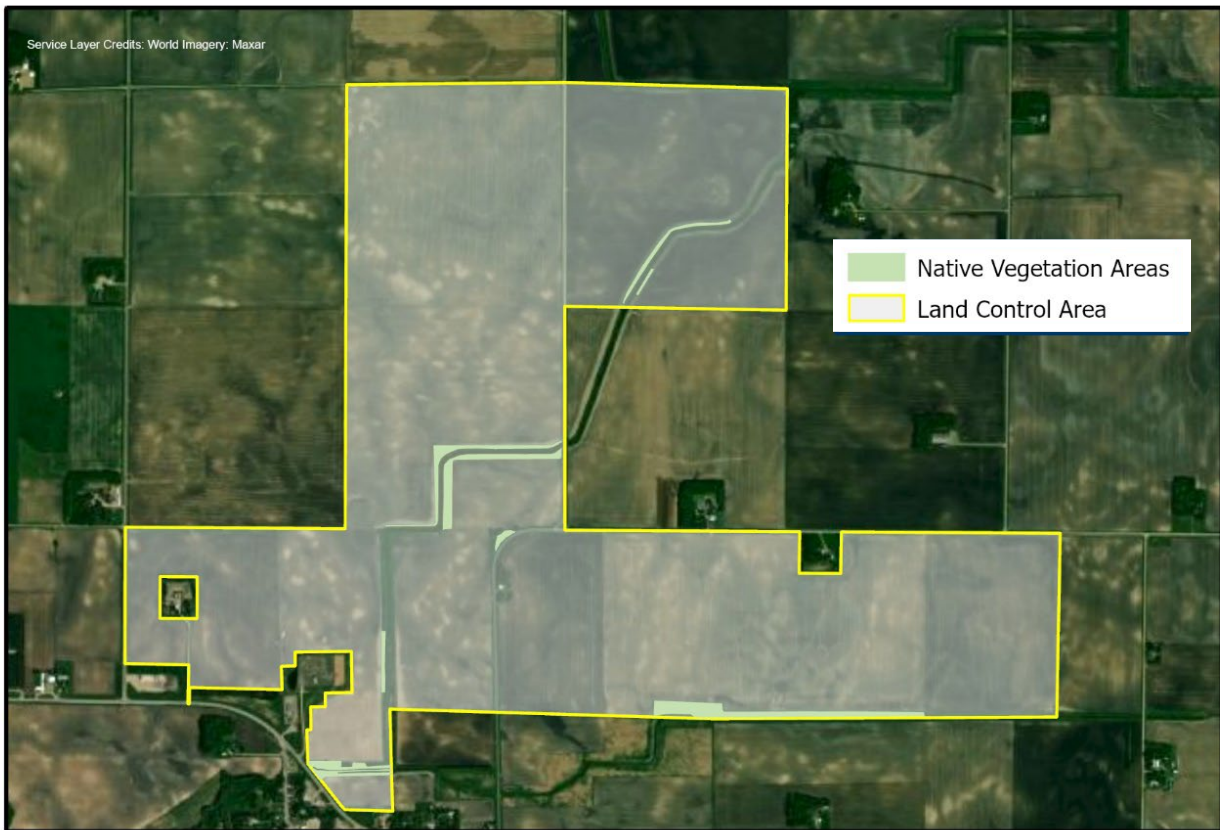 Service Layer Credits: World Imagery: Maxar
Native Vegetation Areas
Land Control Area